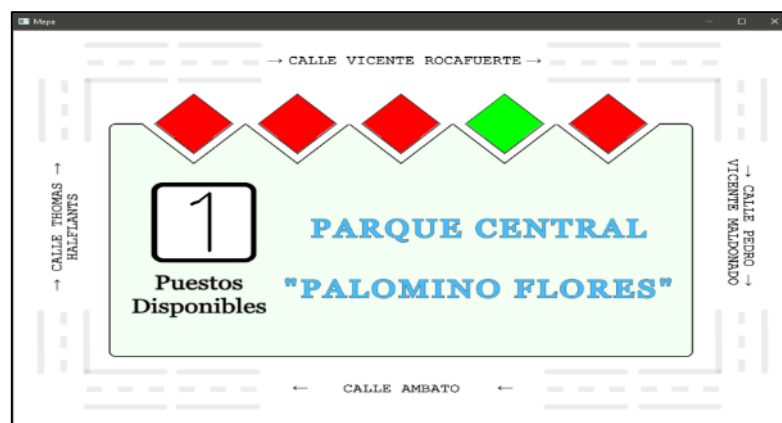 Mapa
→ CALLE VICENTE ROCAFUERTE →
→ CALLE THOMAS →
HALFLANTS
→ CALLE PEDRO →
VICENTE MALDONADO
1
Puestos
Disponibles
PARQUE CENTRAL
"PALOMINO FLORES"
← CALLE AMBATO ←